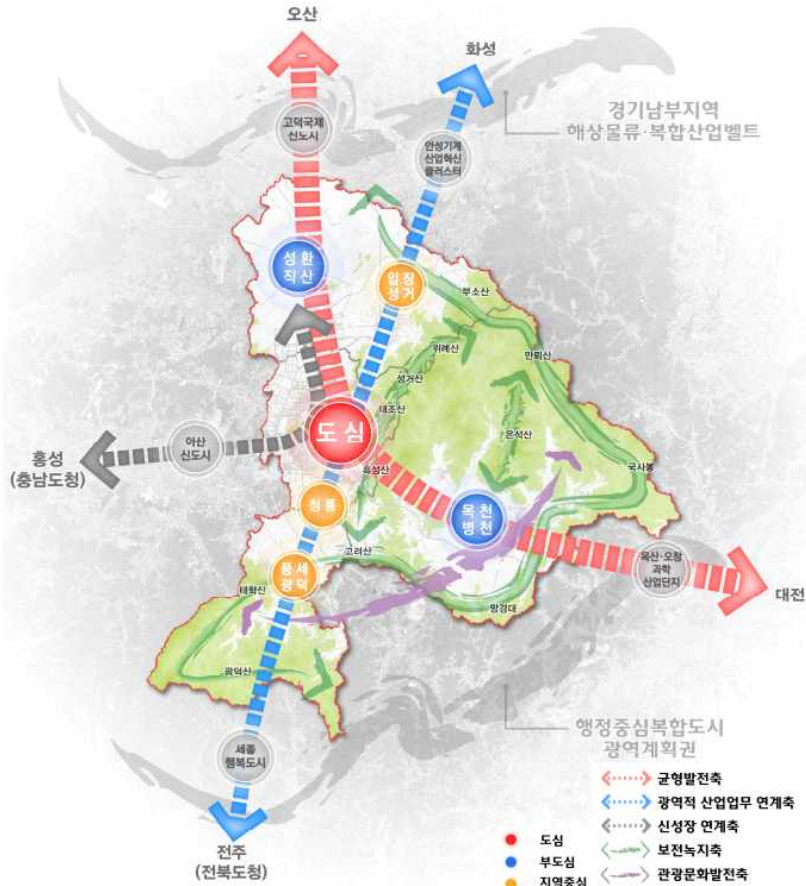 오산
화성
고덕국제
신도시
경기남부지역
해상물류·복합산업벨트
안성기계
산업혁신
클러스터
성환
직산
입장
성거
부소산
위례산
만뢰산
성거산
태조산
도심
은석산
아산
신도시
홍성
(충남도청)
흑성산
국사봉
청룡
목천
병천
고려산
옥산·오창
과학
산업단지
풍세
광덕
태화산
대전
망경대
광덕산
행정중심복합도시
광역계획권
세종
행복도시
균형발전축
광역적 산업업무 연계축
신성장 연계축
전주
(전북도청)
도심
보전녹지축
부도심
관광문화발전축
지역중심